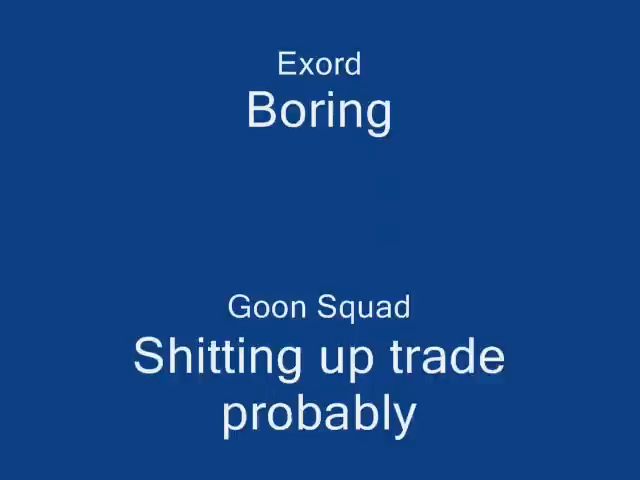 Exord
Boring
Goon Squad
Shitting up trade
probably